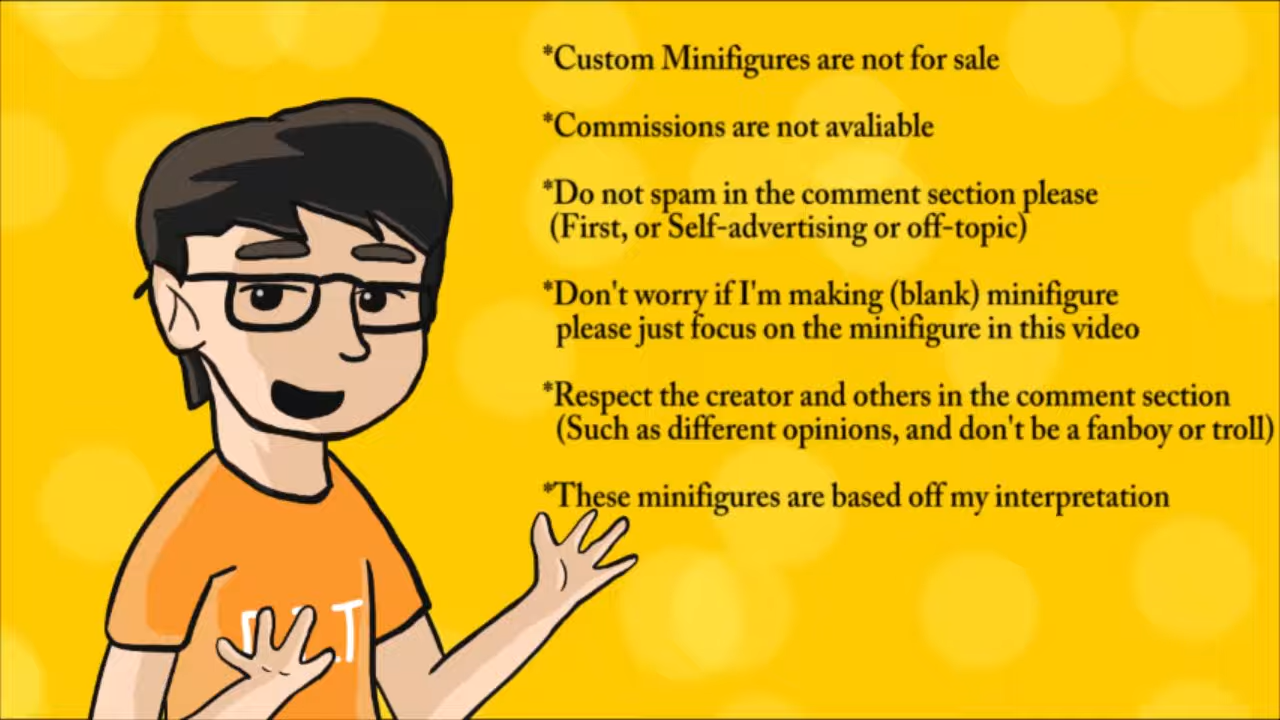 *Custom Minifigures are not for sale
*Commissions are not avaliable
*Do not spam in the comment section please
(First, or Self-advertising or off-topic)
*Don't worry if I'm making (blank) minifigure
please just focus on the minifigure in this video
*Respect the creator and others in the comment section
(Such as different opinions, and don't be a fanboy or troll)
*These minifigures are based off my interpretation